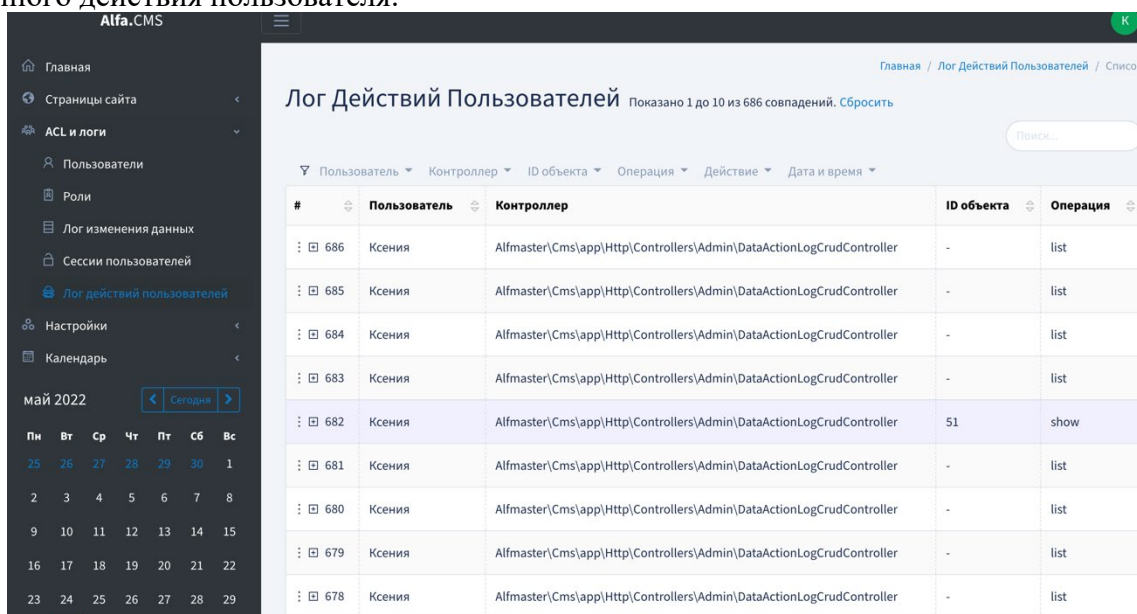 ного действия пользователя.
Alfa.CMS
К
Главная
Страницы сайта
ACL и логи
Пользователи
Роли
Лог изменения данных
Сессии пользователей
Лог действий пользователей
Настройки
Календарь
май 2022
Сегодня
Пн Вт Ср Чт Пт Сб Вс
25 26 27 28 29 30 1
2 3 4 5 6 7 8
9 10 11 12 13 14 15
16 17 18 19 20 21 22
23 24 25 26 27 28 29
Главная / Лог Действий Пользователей / Списо
Лог Действий Пользователей Показано 1 до 10 из 686 совпадений. Сбросить
Поиск...
Пользователь Контроллер ID объекта Операция Действие Дата и время
# Пользователь Контроллер ID объекта Операция
686 Ксения Alfmaster\Cms\app\Http\Controllers\Admin\DataActionLogCrudController - list
685 Ксения Alfmaster\Cms\app\Http\Controllers\Admin\DataActionLogCrudController - list
684 Ксения Alfmaster\Cms\app\Http\Controllers\Admin\DataActionLogCrudController - list
683 Ксения Alfmaster\Cms\app\Http\Controllers\Admin\DataActionLogCrudController - list
682 Ксения Alfmaster\Cms\app\Http\Controllers\Admin\DataActionLogCrudController 51 show
681 Ксения Alfmaster\Cms\app\Http\Controllers\Admin\DataActionLogCrudController - list
680 Ксения Alfmaster\Cms\app\Http\Controllers\Admin\DataActionLogCrudController - list
679 Ксения Alfmaster\Cms\app\Http\Controllers\Admin\DataActionLogCrudController - list
678 Ксения Alfmaster\Cms\app\Http\Controllers\Admin\DataActionLogCrudController - list